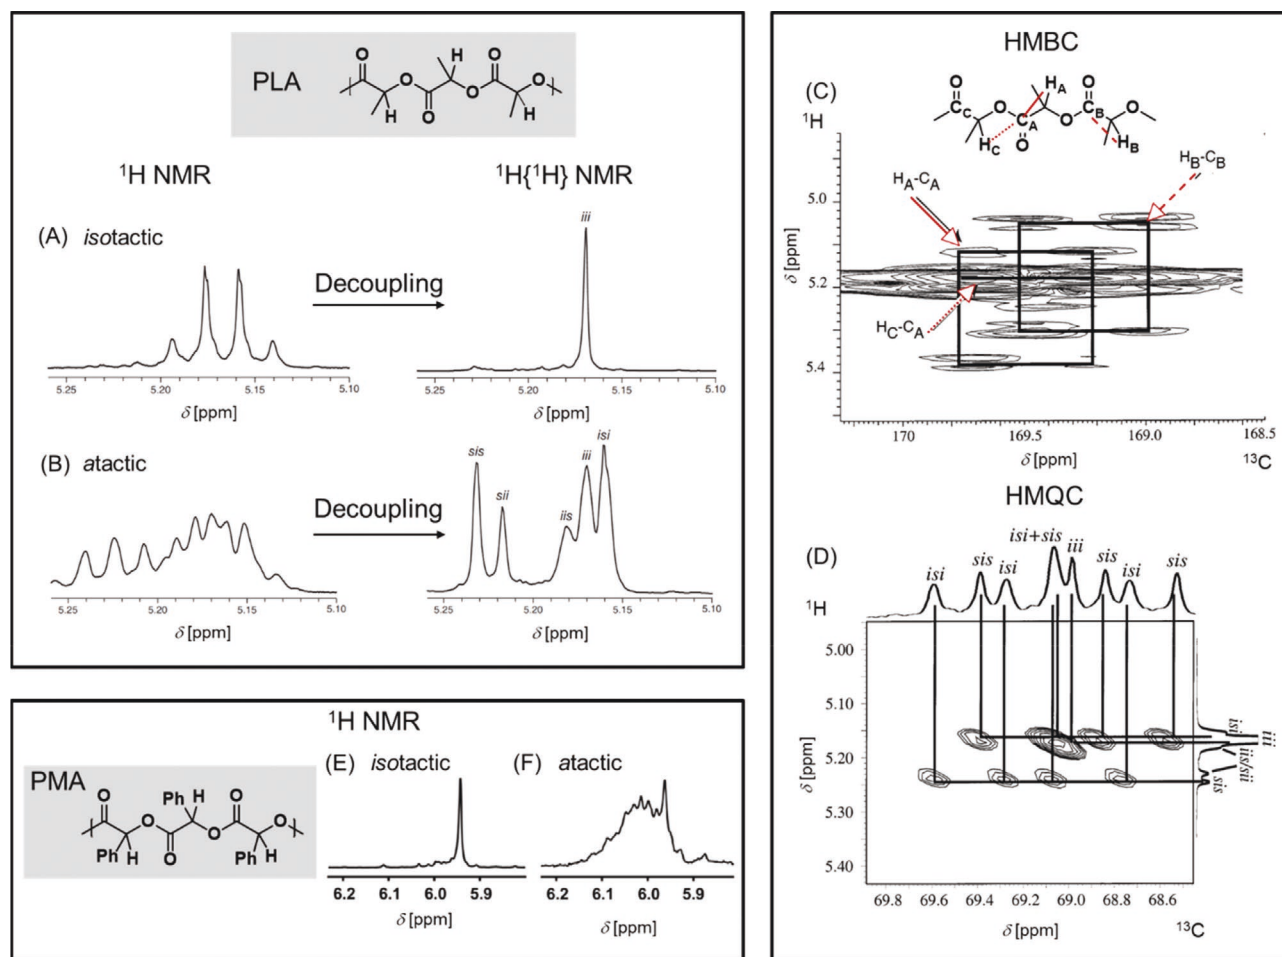 PLA
O H O
O O O
O H
H
¹H NMR
¹H{¹H} NMR
(A) isotactic
Decoupling
iii
5.25 5.20 5.15 5.10
δ [ppm]
5.25 5.20 5.15 5.10
δ [ppm]
(B) atactic
Decoupling
sis
sii
iis
iii
isi
5.25 5.20 5.15 5.10
δ [ppm]
5.25 5.20 5.15 5.10
δ [ppm]
¹H NMR
PMA
O Ph H O
O O O
Ph H O Ph H
(E) isotactic
6.2 6.1 6.0 5.9
δ [ppm]
(F) atactic
6.2 6.1 6.0 5.9
δ [ppm]
HMBC
(C)
¹H
O HA O
CC O CA O CB O
HC O HB
HA-CA
HB-CB
HC-CA
5.0
5.2
5.4
δ [ppm]
170 169.5 169.0 168.5
δ [ppm]
¹³C
HMQC
(D)
isi sis isi isi+sis iii sis isi sis
¹H
5.00
5.10
5.20
5.30
5.40
δ [ppm]
isi
iii
iis/sii
sis
69.8 69.6 69.4 69.2 69.0 68.8 68.6
δ [ppm]
¹³C